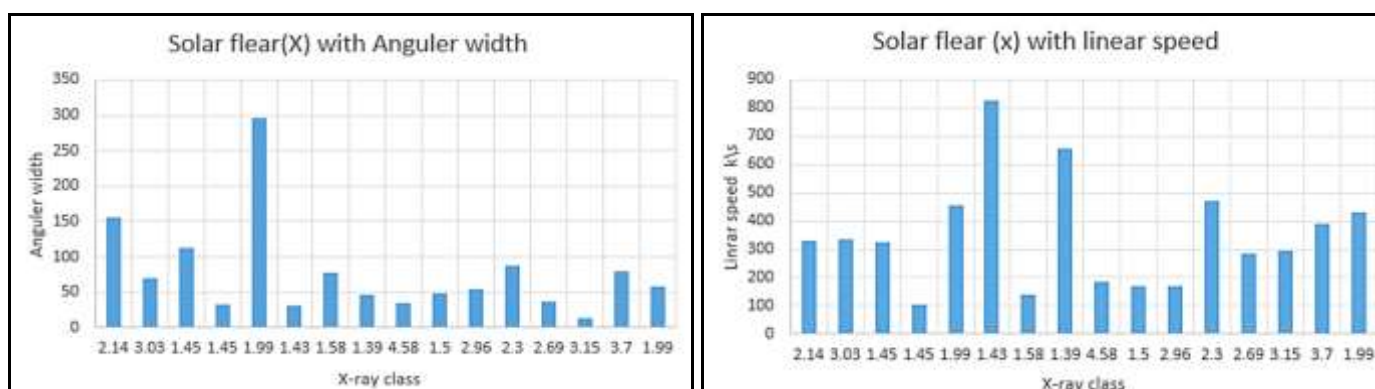 Solar flear(X) with Anguler width
350
300
250
200
150
100
50
0
Anguler width
2.14 3.03 1.45 1.45 1.99 1.43 1.58 1.39 4.58 1.5 2.96 2.3 2.69 3.15 3.7 1.99
X-ray class
Solar flear (x) with linear speed
900
800
700
600
500
400
300
200
100
0
Linrar speed k\s
2.14 3.03 1.45 1.45 1.99 1.43 1.58 1.39 4.58 1.5 2.96 2.3 2.69 3.15 3.7 1.99
X-ray class